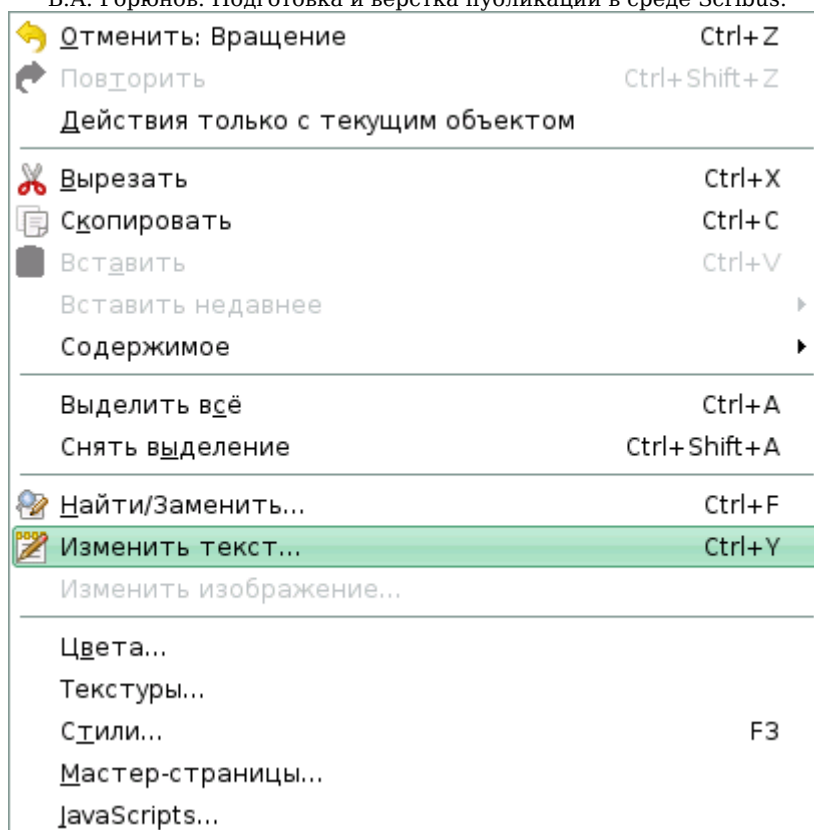 В.А. Горюнов. Подготовка и вёрстка публикаций в среде Scribus.
Отменить: Вращение Ctrl+Z
Повторить Ctrl+Shift+Z
Действия только с текущим объектом
Вырезать Ctrl+X
Скопировать Ctrl+C
Вставить Ctrl+V
Вставить недавнее
Содержимое
Выделить всё Ctrl+A
Снять выделение Ctrl+Shift+A
Найти/Заменить... Ctrl+F
Изменить текст... Ctrl+Y
Изменить изображение...
Цвета...
Текстуры...
Стили... F3
Мастер-страницы...
JavaScripts...